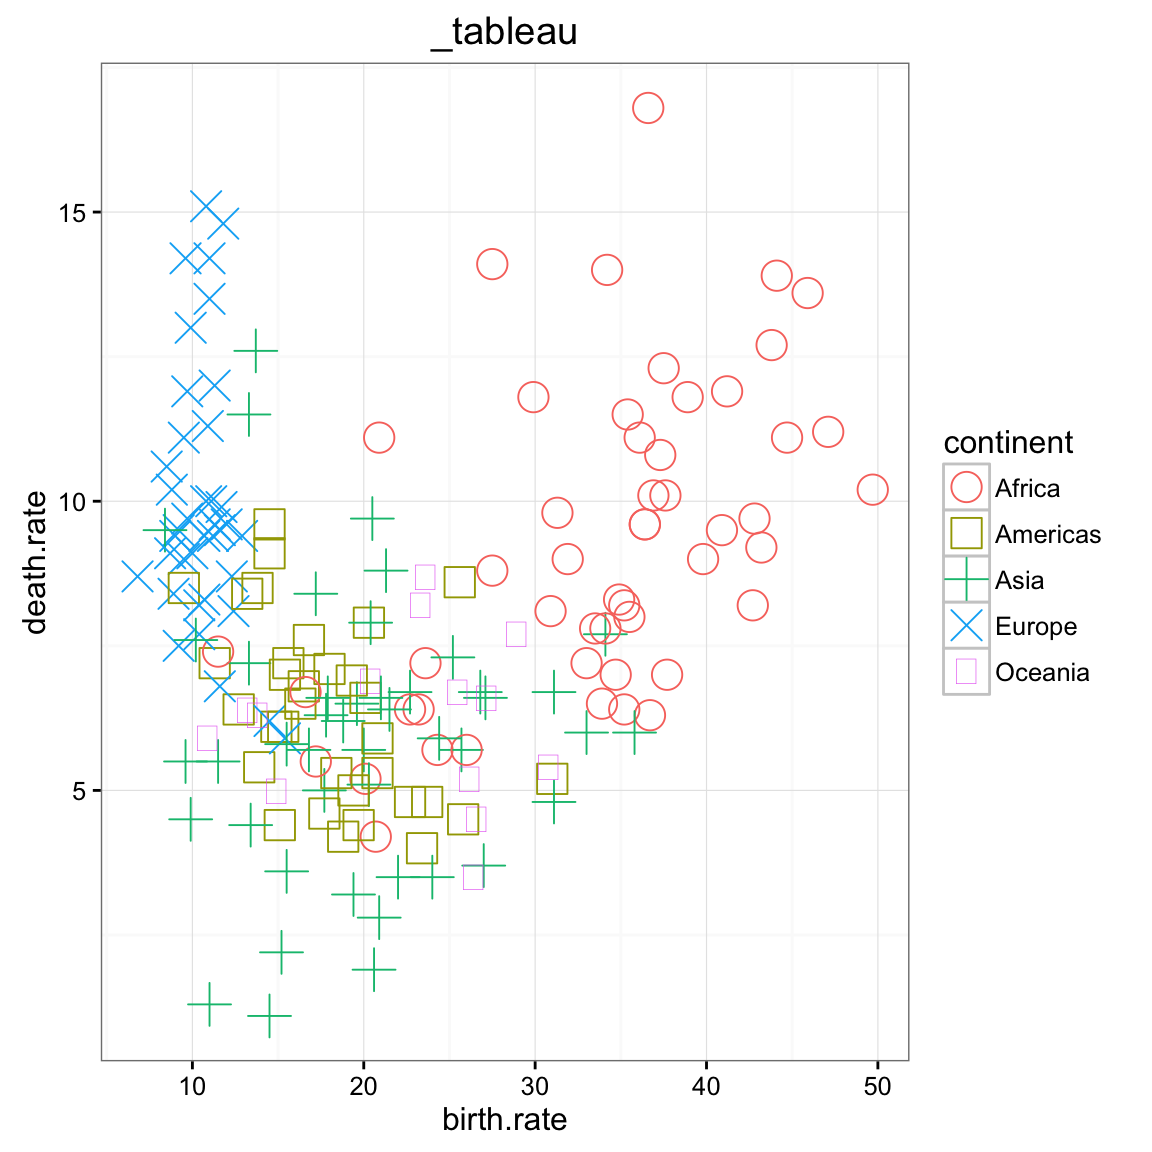 _tableau
15
10
5
death.rate
10 20 30 40 50
birth.rate
continent
Africa
Americas
Asia
Europe
Oceania